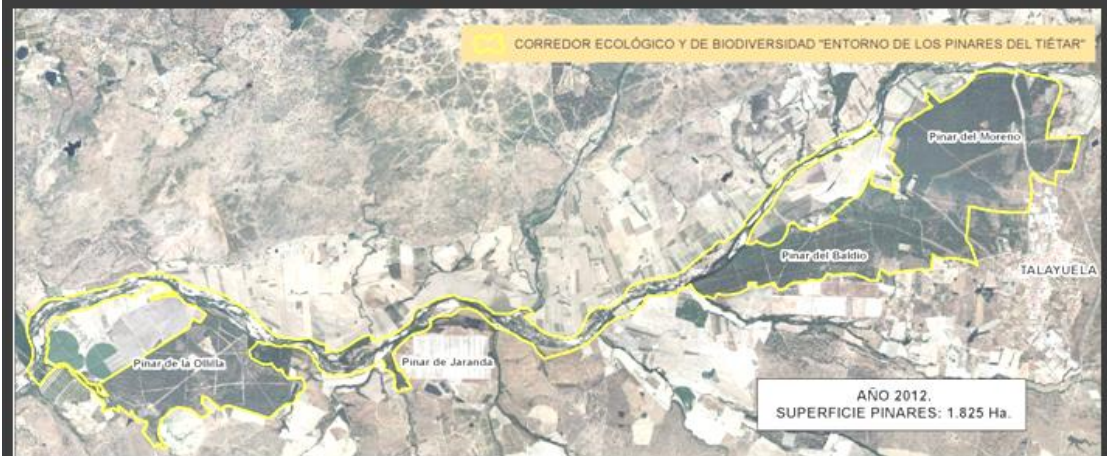 CORREDOR ECOLÓGICO Y DE BIODIVERSIDAD "ENTORNO DE LOS PINARES DEL TIÉTAR"
Pinar del Moreno
Pinar del Baldío
TALAYUELA
Pinar de Jaranda
Pinar de la Ollilla
AÑO 2012.
SUPERFICIE PINARES: 1.825 Ha.